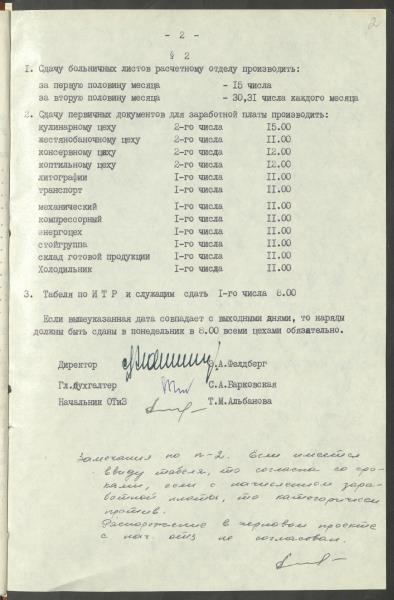 2
- 2 -
§ 2
I. Сдачу больничных листов расчетному отделу производить:
за первую половину месяца - I5 числа
за вторую половину месяца - 30,3I числа каждого месяца
2. Сдачу первичных документов для заработной платы производить:
кулинарному цеху 2-го числа I5.00
жестянобаночному цеху 2-го числа II.00
консервному цеху 2-го числа I2.00
коптильному цеху 2-го числа I2.00
литографии I-го числа II.00
транспорт I-го числа II.00
механический I-го числа II.00
компрессорный I-го числа II.00
энергоцех I-го числа II.00
стойгруппа I-го числа II.00
склад готовой продукции I-го числа II.00
Холодильник I-го числа II.00
3. Табеля по И Т Р и служащим сдать I-го числа 8.00
Если вышеуказанная дата совпадает с выходными днями, то наряды
должны быть сданы в понедельник в 8.00 всеми цехами обязательно.
Директор Э.А.Фелдберг
Гл.бухгалтер С.А.Барковская
Начальник ОТиЗ Т.М.Альбанова
Замечания по п-2. Если имеется
ввиду табеля, то согласна со сро-
ками, если с начислением зара-
ботной платы, то категорически
против.
Распоряжение в черновом проекте
с нач. отз не согласован.